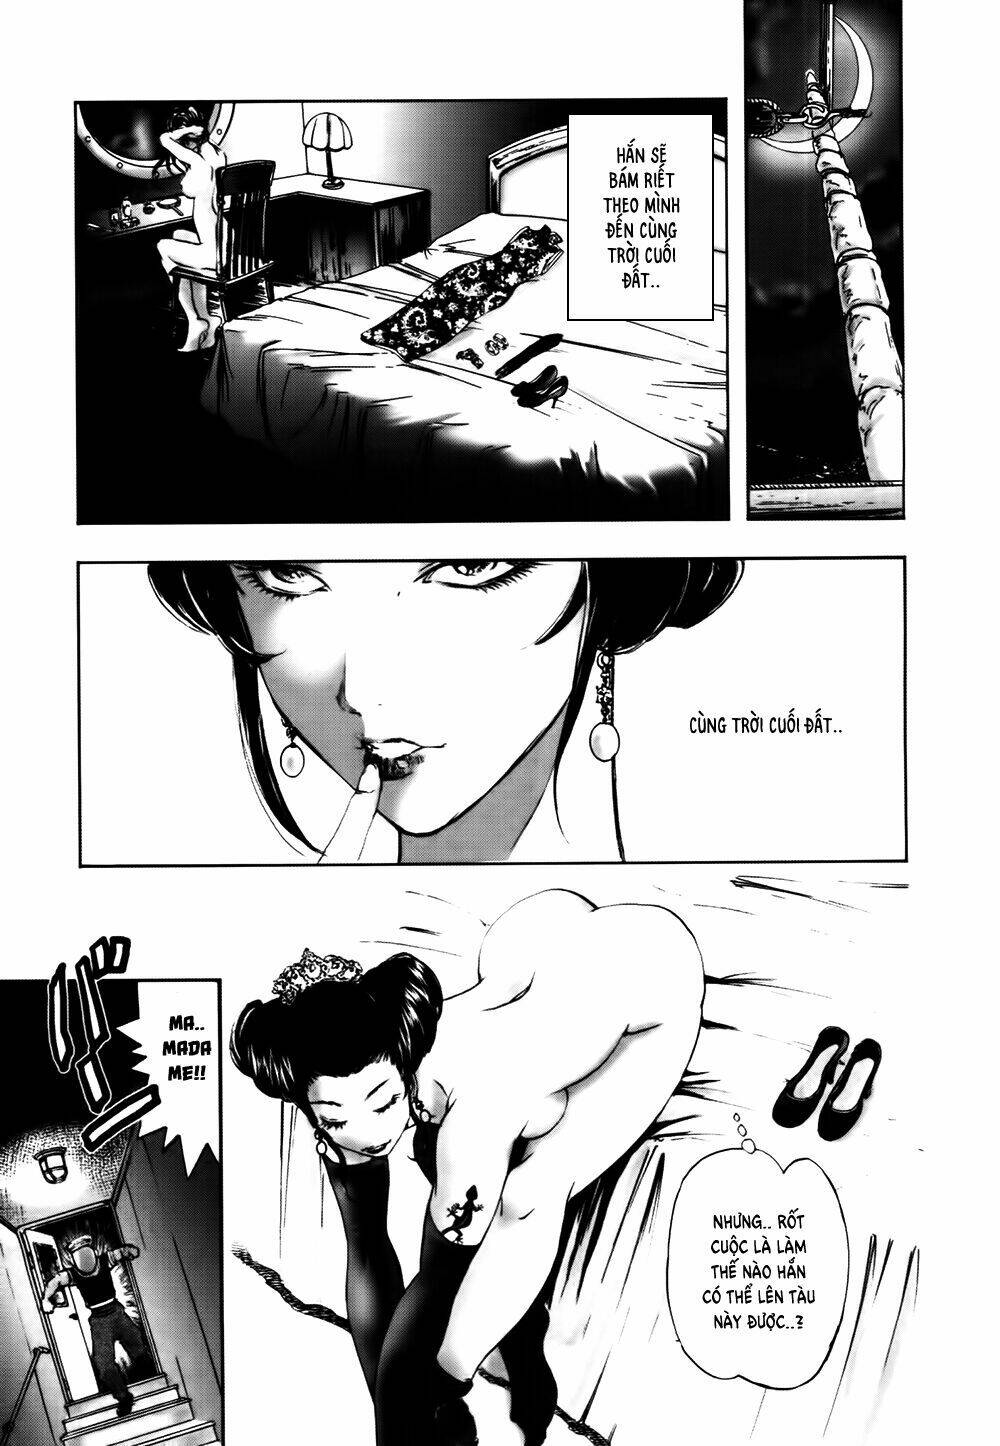 HẮN SẼ
BÁM RIẾT
THEO MÌNH
ĐẾN CÙNG
TRỜI CUỐI
ĐẤT..
CÙNG TRỜI CUỐI ĐẤT..
MA..
MADA
ME!!
NHƯNG.. RỐT
CUỘC LÀ LÀM
THẾ NÀO HẮN
CÓ THỂ LÊN TÀU
NÀY ĐƯỢC..?